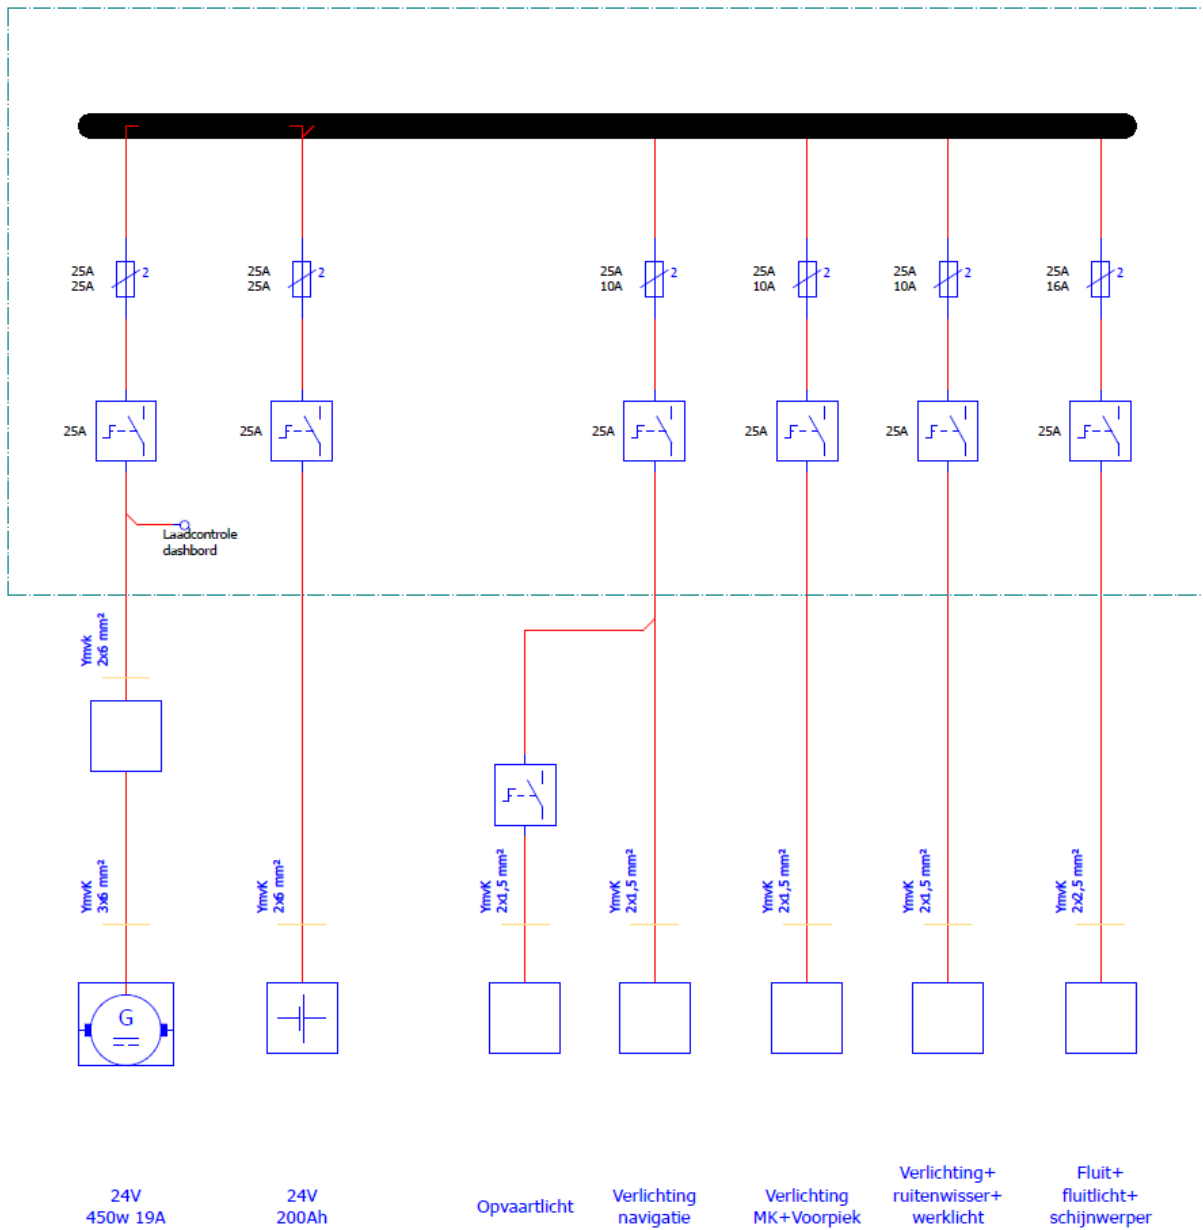 25A
25A
2
25A
25A
2
25A
10A
2
25A
10A
2
25A
10A
2
25A
16A
2
25A
25A
25A
25A
25A
25A
Laadcontrole
dashbord
Ymvk
2x6 mm²
YmvK
3x6 mm²
YmvK
2x6 mm²
YmvK
2x1,5 mm²
YmvK
2x1,5 mm²
YmvK
2x1,5 mm²
YmvK
2x1,5 mm²
YmvK
2x2,5 mm²
G
24V
450w 19A
24V
200Ah
Opvaartlicht
Verlichting
navigatie
Verlichting
MK+Voorpiek
Verlichting+
ruitenwisser+
werklicht
Fluit+
fluitlicht+
schijnwerper